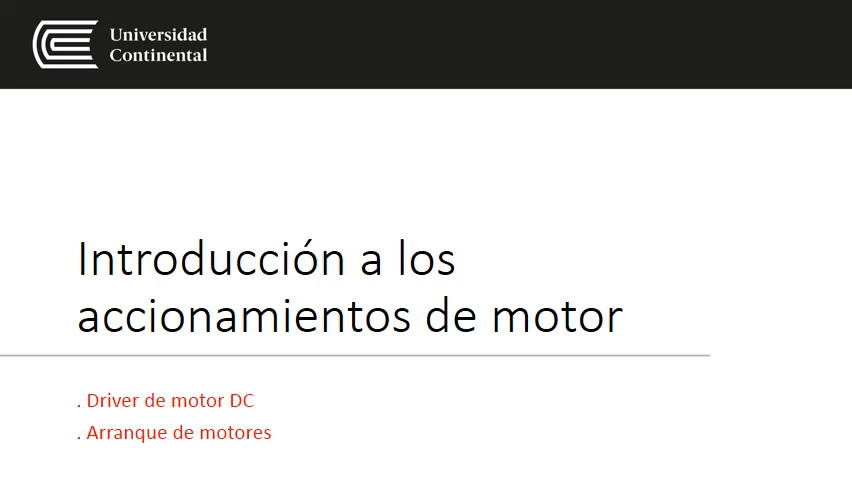 Universidad
Continental
Introducción a los
accionamientos de motor
. Driver de motor DC
. Arranque de motores